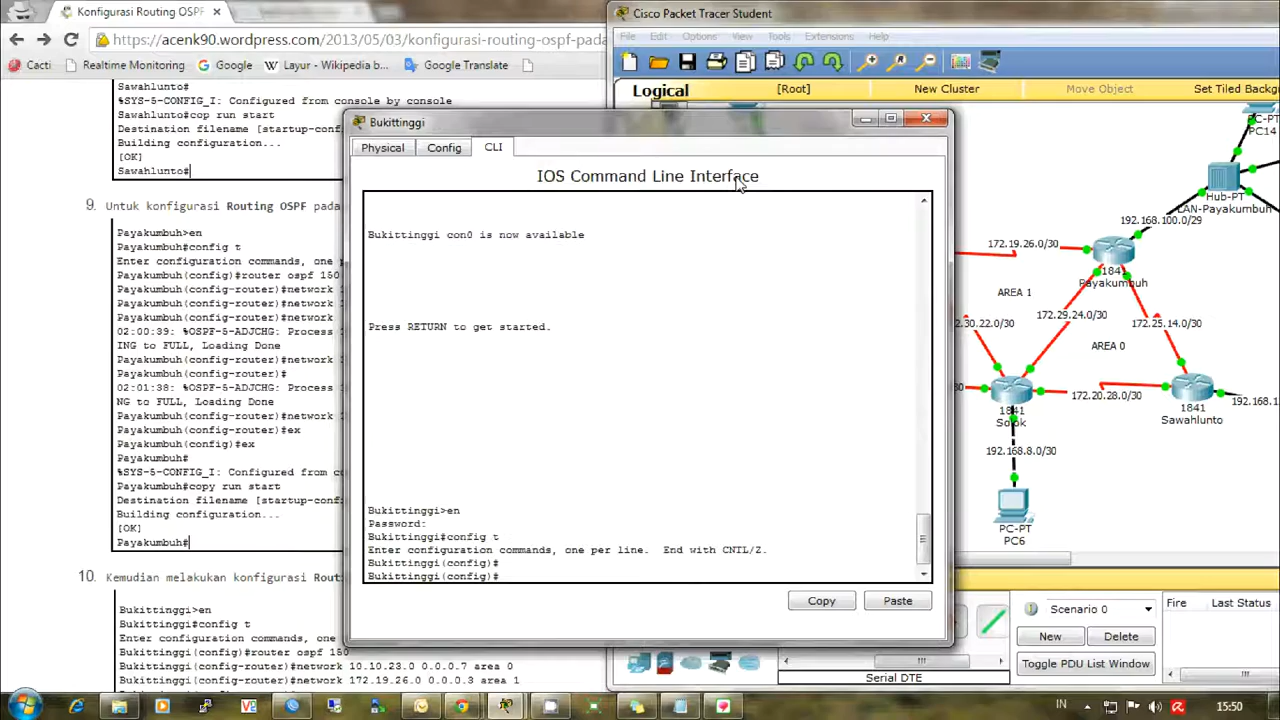 Konfigurasi Routing OSPF
https://acenk90.wordpress.com/2013/05/03/konfigurasi-routing-ospf-pada
Cacti
Realtime Monitoring
Google
Layur - Wikipedia b...
Google Translate
Sawahlunto#
%SYS-5-CONFIG_I: Configured from console by console
Sawahlunto#cop run start
Destination filename [startup-conf
Building configuration...
[OK]
Sawahlunto#
9. Untuk konfigurasi Routing OSPF pada
Payakumbuh>en
Payakumbuh#config t
Enter configuration commands, one p
Payakumbuh(config)#router ospf 150
Payakumbuh(config-router)#network
Payakumbuh(config-router)#network
Payakumbuh(config-router)#network
02:00:39: %OSPF-5-ADJCHG: Process
ING to FULL, Loading Done
Payakumbuh(config-router)#network
Payakumbuh(config-router)#
02:01:38: %OSPF-5-ADJCHG: Process
NG to FULL, Loading Done
Payakumbuh(config-router)#network
Payakumbuh(config-router)#ex
Payakumbuh(config)#ex
Payakumbuh#
%SYS-5-CONFIG_I: Configured from co
Payakumbuh#copy run start
Destination filename [startup-conf
Building configuration...
[OK]
Payakumbuh#
10. Kemudian melakukan konfigurasi Rout
Bukittinggi>en
Bukittinggi#config t
Enter configuration commands, one
Bukittinggi(config)#router ospf 150
Bukittinggi(config-router)#network 10.10.23.0 0.0.0.7 area 0
Bukittinggi(config-router)#network 172.19.26.0 0.0.0.3 area 1
Cisco Packet Tracer Student
File Edit Options View Tools Extensions Help
Logical
[Root]
New Cluster
Move Object
Set Tiled Backg
Bukittinggi
Physical
Config
CLI
IOS Command Line Interface
Bukittinggi con0 is now available
Press RETURN to get started.
Bukittinggi>en
Password:
Bukittinggi#config t
Enter configuration commands, one per line. End with CNTL/Z.
Bukittinggi(config)#
Bukittinggi(config)#
Copy
Paste
PC-PT
PC14
Hub-PT
LAN-Payakumbuh
192.168.100.0/29
172.19.26.0/30
1841
Payakumbuh
AREA 1
2.30.22.0/30
172.29.24.0/30
172.25.14.0/30
AREA 0
30
172.20.28.0/30
1841
Solok
1841
Sawahlunto
192.168.1
192.168.8.0/30
PC-PT
PC6
Scenario 0
Fire
Last Status
New
Delete
Toggle PDU List Window
Serial DTE
IN
15:50